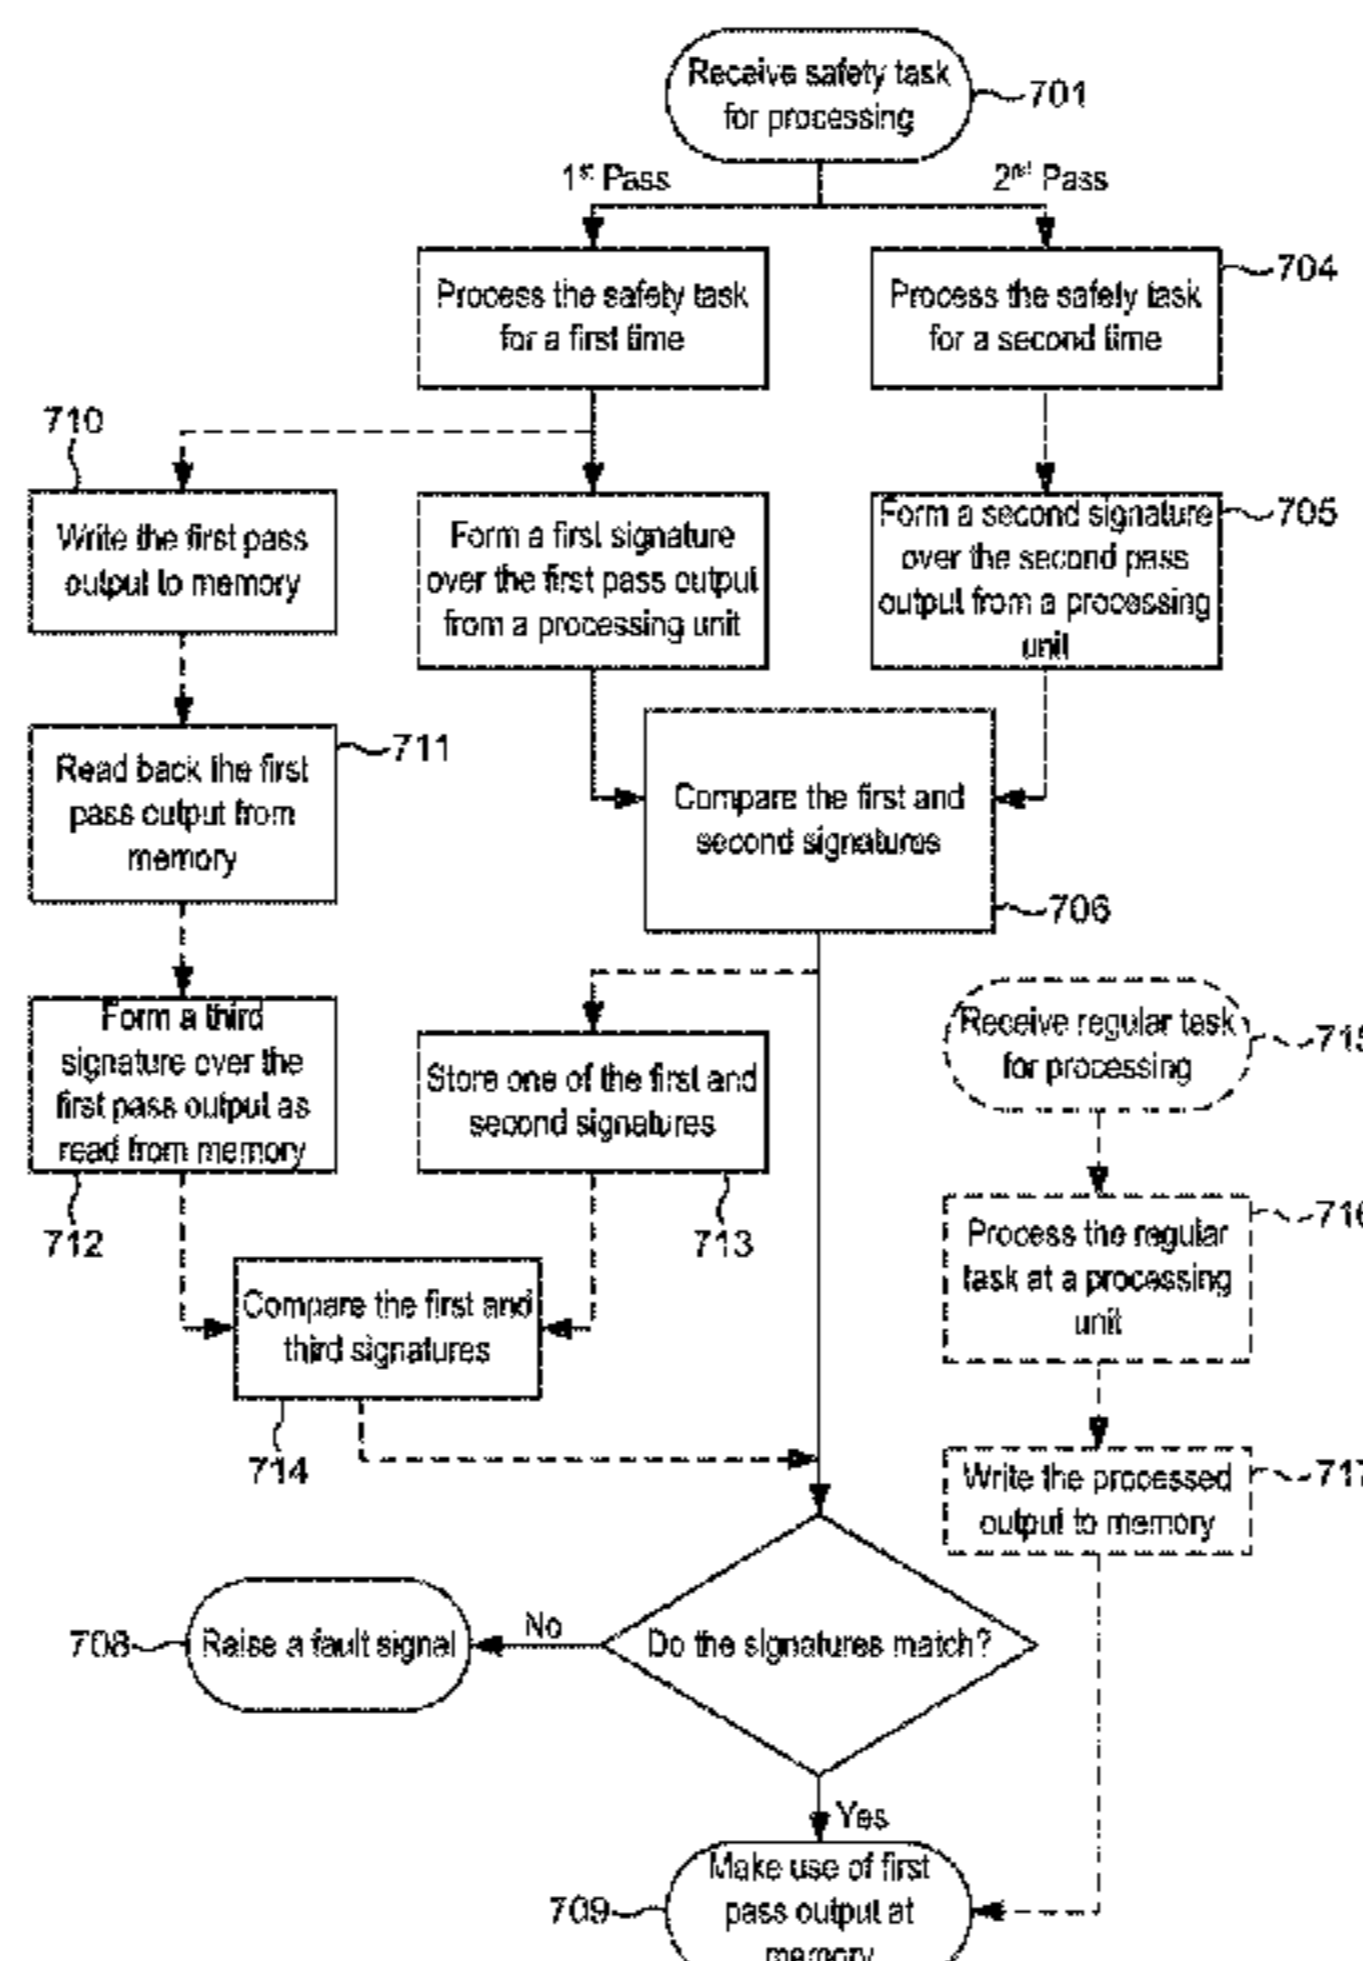 Receive safety task
for processing
701
1st Pass
2nd Pass
Process the safety task
for a first time
Process the safety task
for a second time
704
710
Write the first pass
output to memory
Form a first signature
over the first pass output
from a processing unit
Form a second signature
over the second pass
output from a processing
unit
705
Read back the first
pass output from
memory
711
Compare the first and
second signatures
706
Form a third
signature over the
first pass output as
read from memory
712
Store one of the first and
second signatures
713
Receive regular task
for processing
715
Process the regular
task at a processing
unit
716
Compare the first and
third signatures
714
Write the processed
output to memory
717
Do the signatures match?
No
Raise a fault signal
708
Yes
Make use of first
pass output at
memory
709